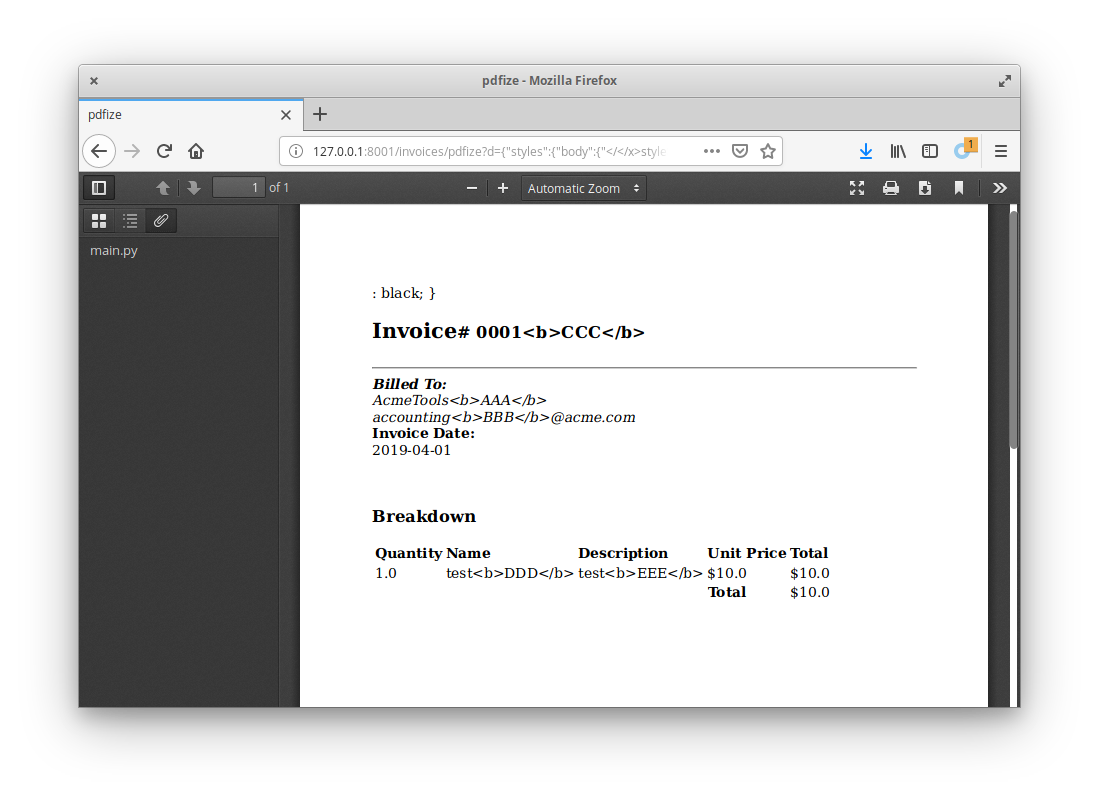 pdfize - Mozilla Firefox
pdfize
127.0.0.1:8001/invoices/pdfize?d={"styles":{"body":{"</</x>style
1
1 of 1
Automatic Zoom
main.py
: black; }
Invoice# 0001<b>CCC</b>
Billed To:
AcmeTools<b>AAA</b>
accounting<b>BBB</b>@acme.com
Invoice Date:
2019-04-01
Breakdown
Quantity Name Description Unit Price Total
1.0 test<b>DDD</b> test<b>EEE</b> $10.0 $10.0
Total $10.0